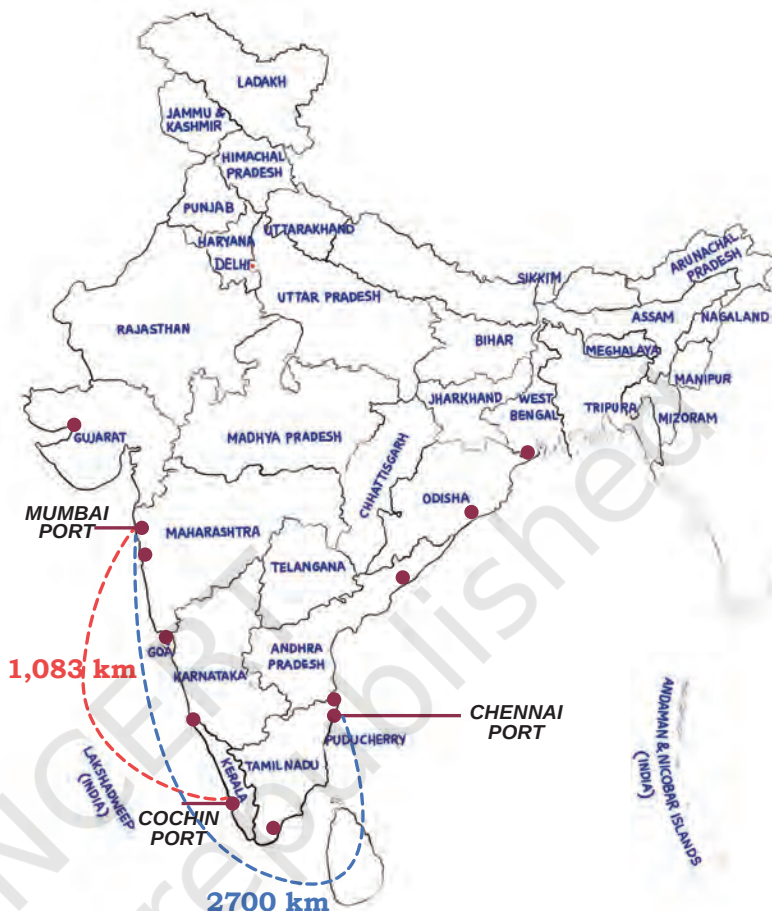 LADAKH
JAMMU &
KASHMIR
HIMACHAL
PRADESH
PUNJAB
UTTARAKHAND
HARYANA
DELHI
ARUNACHAL
PRADESH
SIKKIM
UTTAR PRADESH
RAJASTHAN
ASSAM
NAGALAND
BIHAR
MEGHALAYA
MANIPUR
JHARKHAND
WEST
BENGAL
TRIPURA
MIZORAM
GUJARAT
MADHYA PRADESH
CHHATTISGARH
ODISHA
MUMBAI
PORT
MAHARASHTRA
TELANGANA
GOA
ANDHRA
PRADESH
1,083 km
KARNATAKA
CHENNAI
PORT
PUDUCHERRY
TAMIL NADU
KERALA
LAKSHADWEEP
(INDIA)
ANDAMAN & NICOBAR ISLANDS
(INDIA)
COCHIN
PORT
2700 km
NCERT
republished